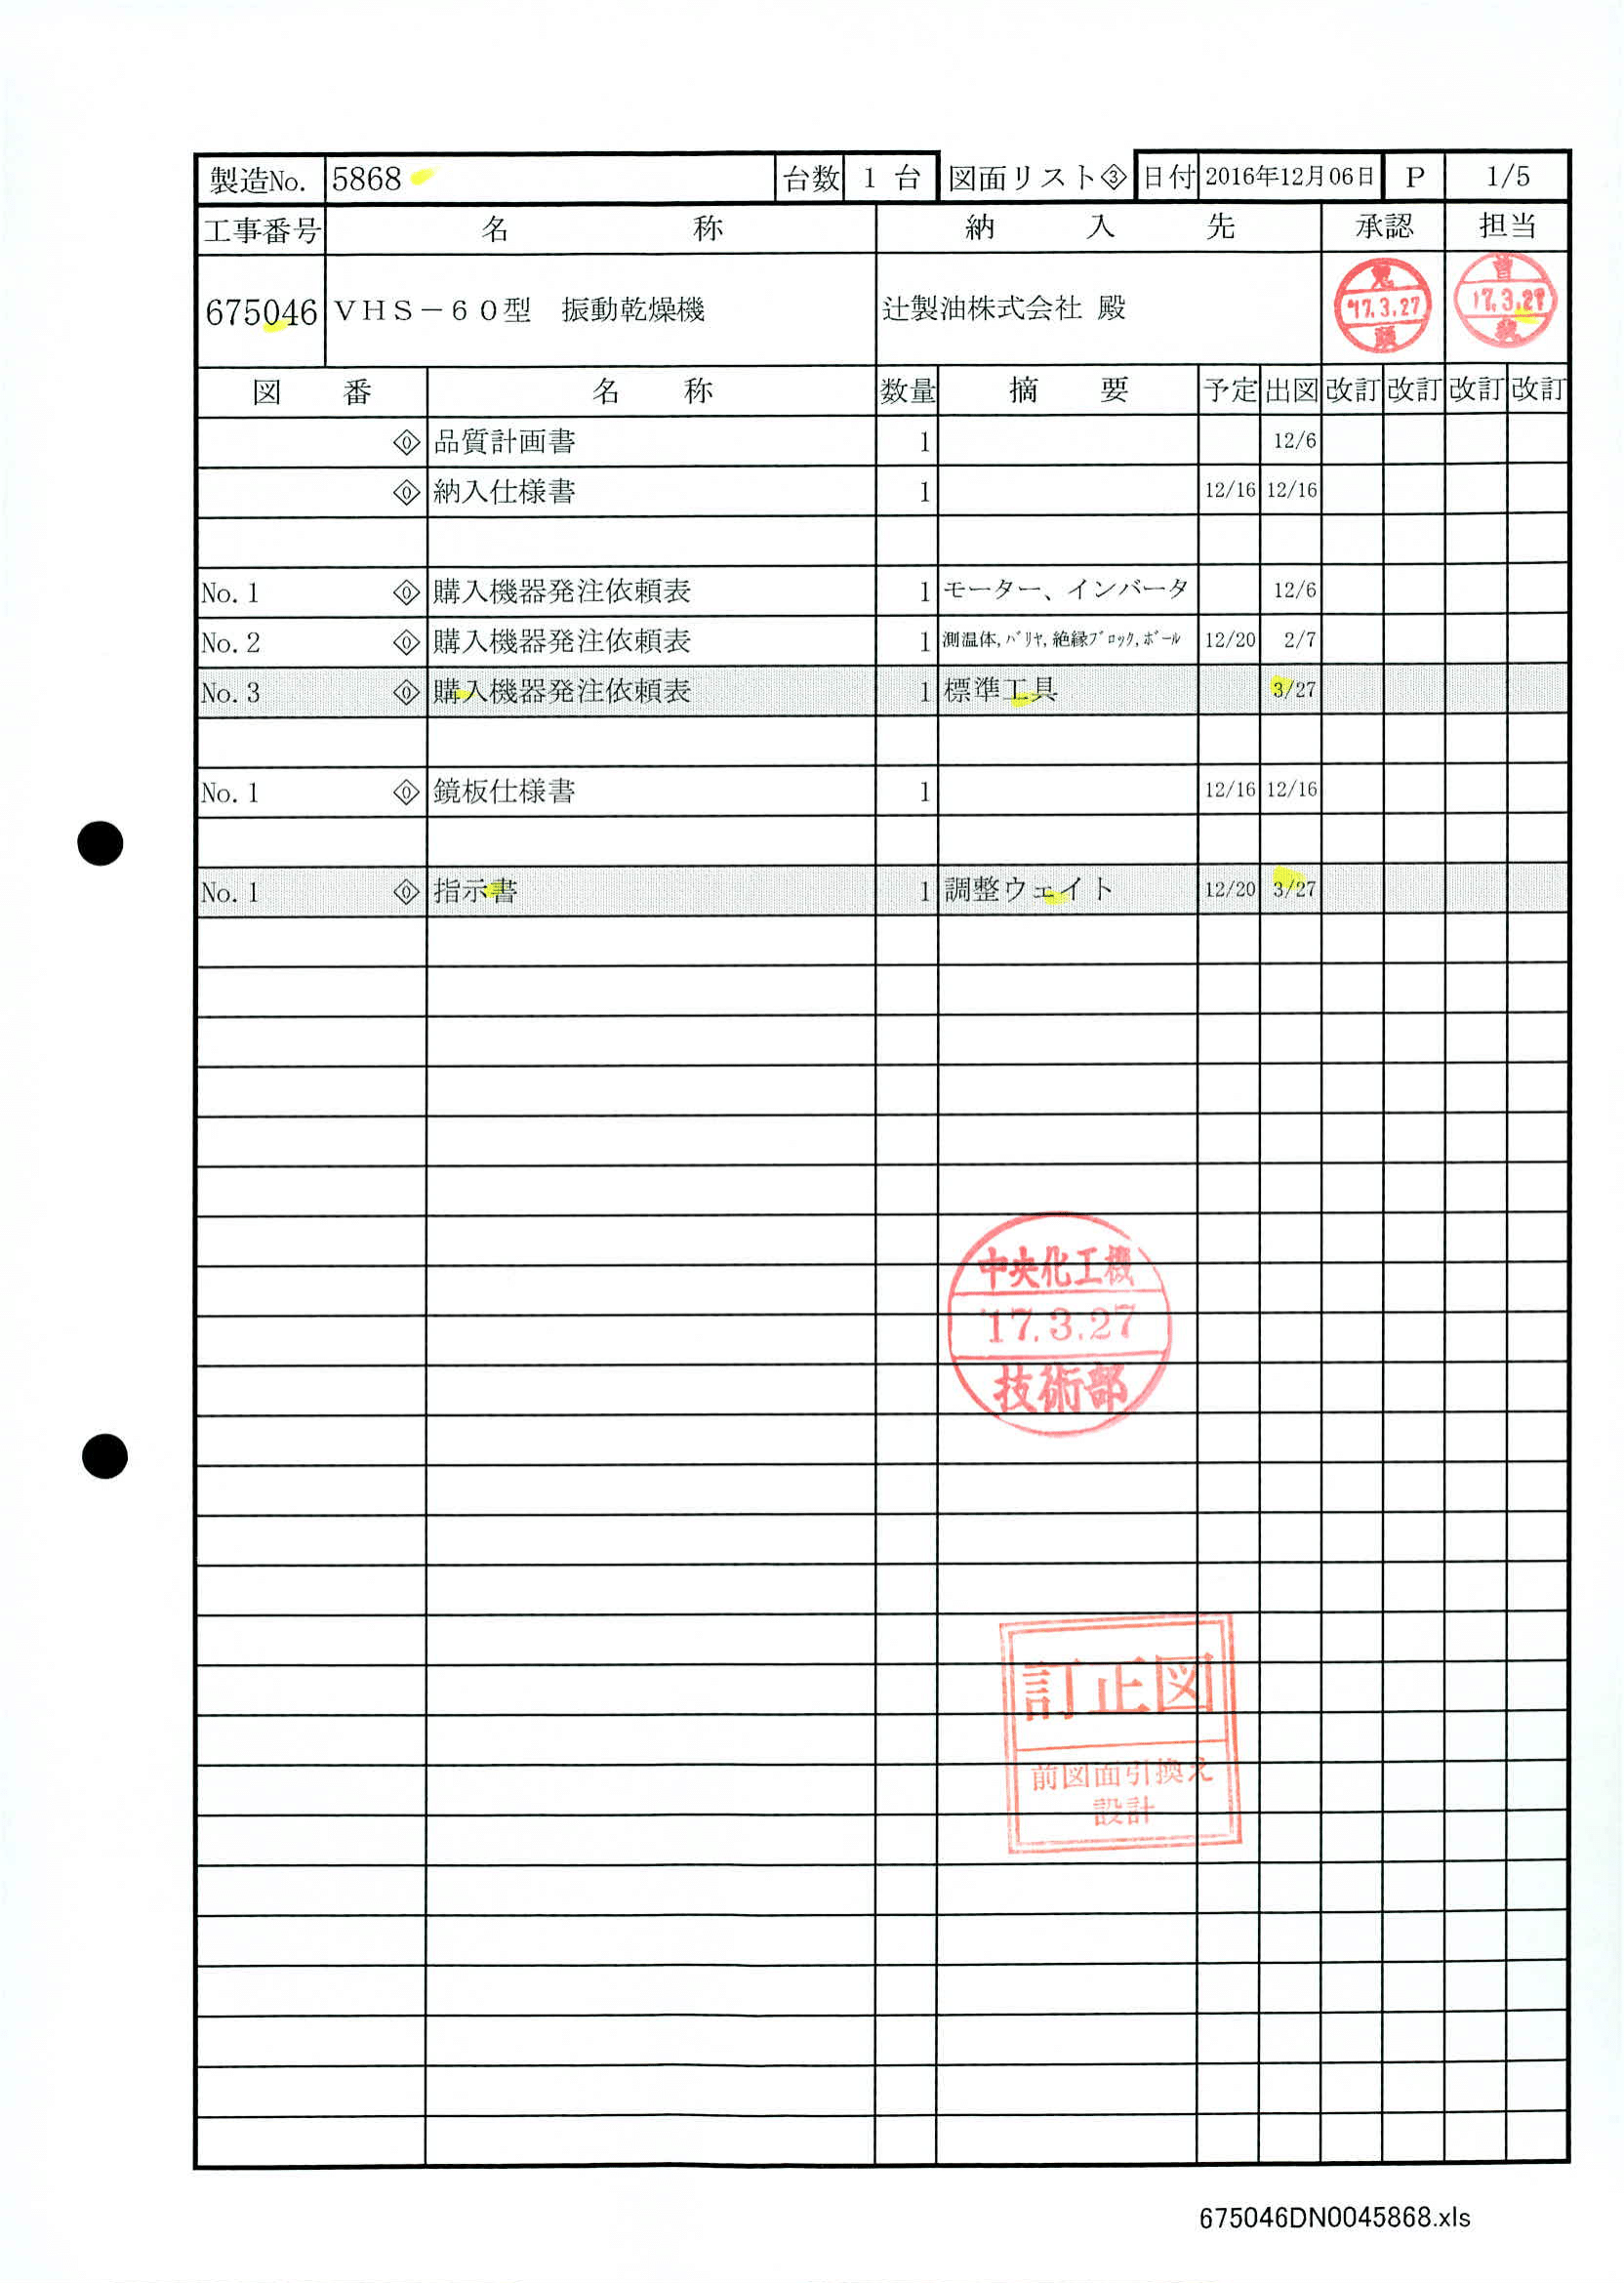 製造No. 5868 台数 1 台 図面リスト③ 日付 2016年12月06日 P 1/5
工事番号 名 称 納 入 先 承認 担当
675046 VHS-60型 振動乾燥機 辻製油株式会社 殿 '17.3.27 17.3.27
図 番 名 称 数量 摘 要 予定 出図 改訂 改訂 改訂 改訂
0 品質計画書 1 12/6
0 納入仕様書 1 12/16 12/16
No.1 0 購入機器発注依頼表 1 モーター、インバータ 12/6
No.2 0 購入機器発注依頼表 1 測温体,バリヤ,絶縁ブロック,ボール 12/20 2/7
No.3 0 購入機器発注依頼表 1 標準工具 3/27
No.1 0 鏡板仕様書 1 12/16 12/16
No.1 0 指示書 1 調整ウェイト 12/20 3/27
中央化工機
'17.3.27
技術部
訂正図
前図面引換え
設計
675046DN0045868.xls